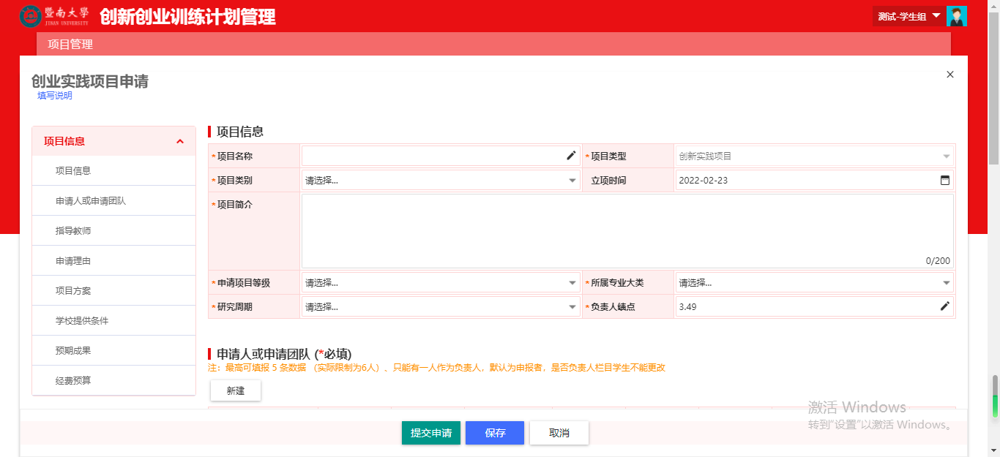 暨南大學
JINAN UNIVERSITY
创新创业训练计划管理
测试-学生组
项目管理
创业实践项目申请
填写说明
项目信息
项目信息
申请人或申请团队
指导教师
申请理由
项目方案
学校提供条件
预期成果
经费预算
项目信息
*项目名称
*项目类型 创新实践项目
*项目类别 请选择...
立项时间 2022-02-23
*项目简介
0/200
*申请项目等级 请选择...
*所属专业大类 请选择...
*研究周期 请选择...
*负责人绩点 3.49
申请人或申请团队 (*必填)
注：最高可填报 5 条数据 （实际限制为6人）、只能有一人作为负责人，默认为申报者，是否负责人栏目学生不能更改
新建
提交申请
保存
取消
激活 Windows
转到"设置"以激活 Windows。